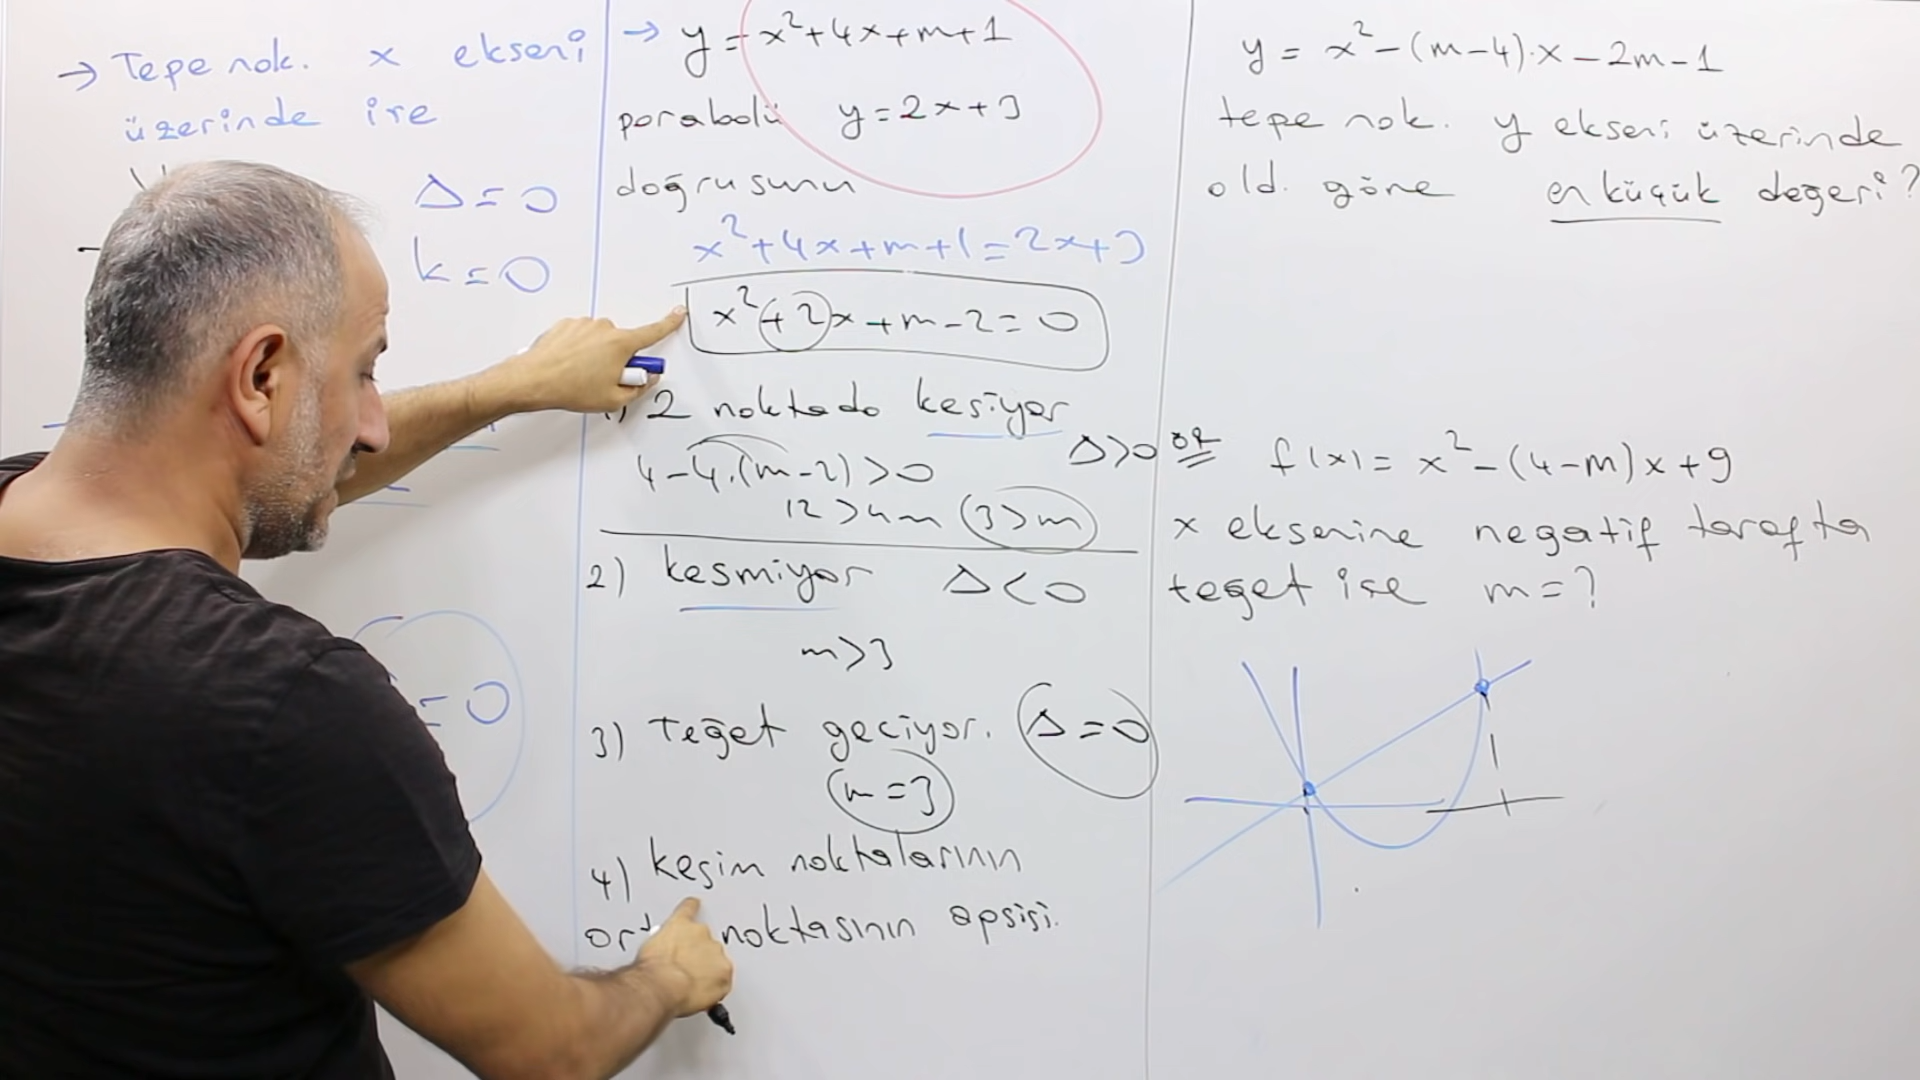 → Tepe nok. x ekseni
üzerinde ise
Δ=0
k=0
=0
→ y=x²+4x+m+1
parabolü y=2x+3
doğrusunu
x²+4x+m+1=2x+3
x²+2x+m-2=0
2 noktada kesiyor
Δ>0
4-4.(m-2)>0
12>4m 3>m
2) kesmiyor Δ<0
m>3
3) Teğet geçiyor. Δ=0
m=3
4) kesim noktalarının
noktasının apsisi.
y = x²-(m-4).x-2m-1
tepe nok. y ekseni üzerinde
old. göre en küçük değeri?
f(x)= x²-(4-m)x+9
x eksenine negatif tarafta
teğet ise m=?